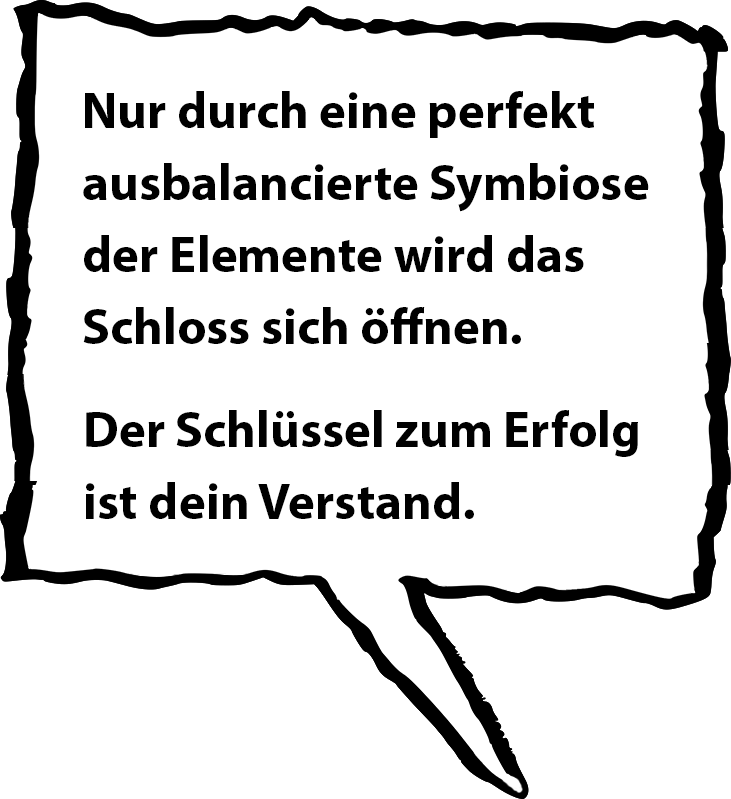 Nur durch eine perfekt
ausbalancierte Symbiose
der Elemente wird das
Schloss sich öffnen.
Der Schlüssel zum Erfolg
ist dein Verstand.